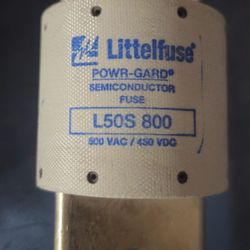 Littelfuse®
POWR-GARD®
SEMICONDUCTOR
FUSE
L50S 800
500 VAC / 450 VDC